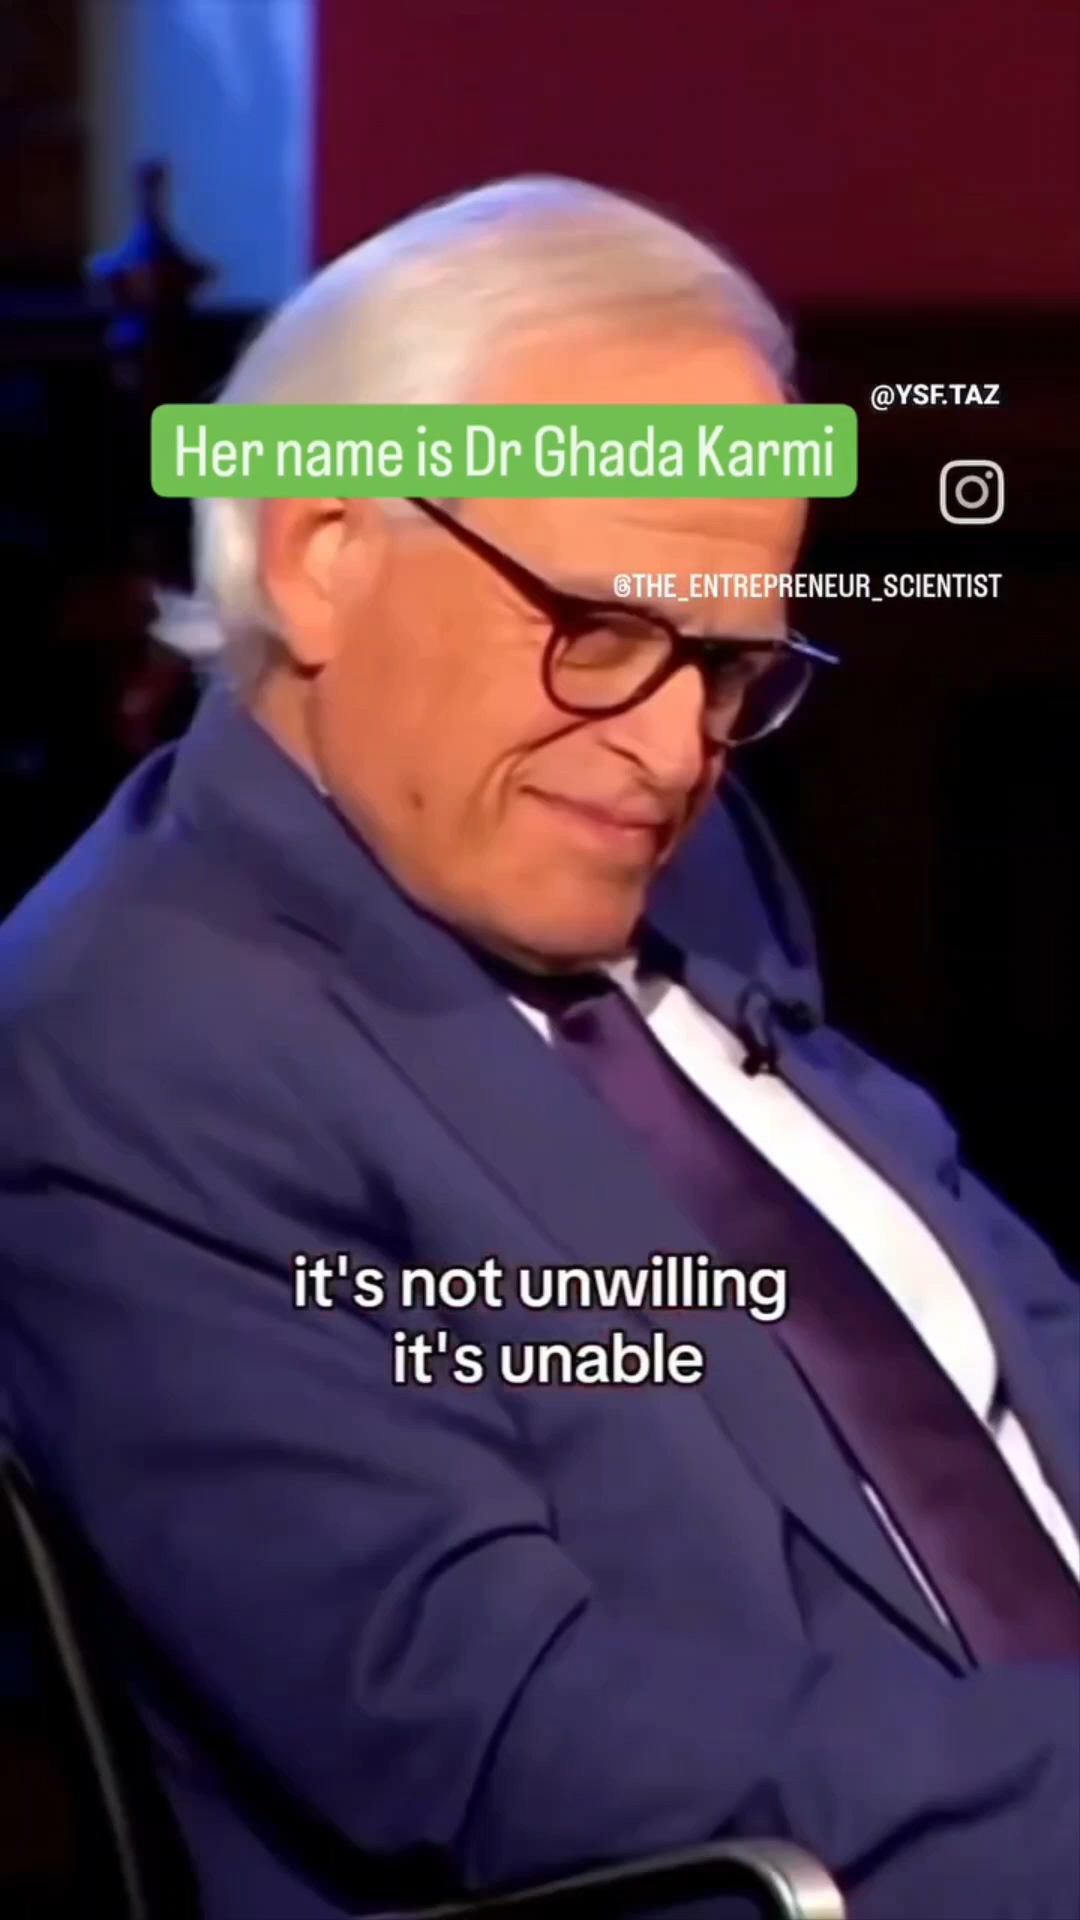 @YSF.TAZ
Her name is Dr Ghada Karmi
@THE_ENTREPRENEUR_SCIENTIST
it's not unwilling
it's unable